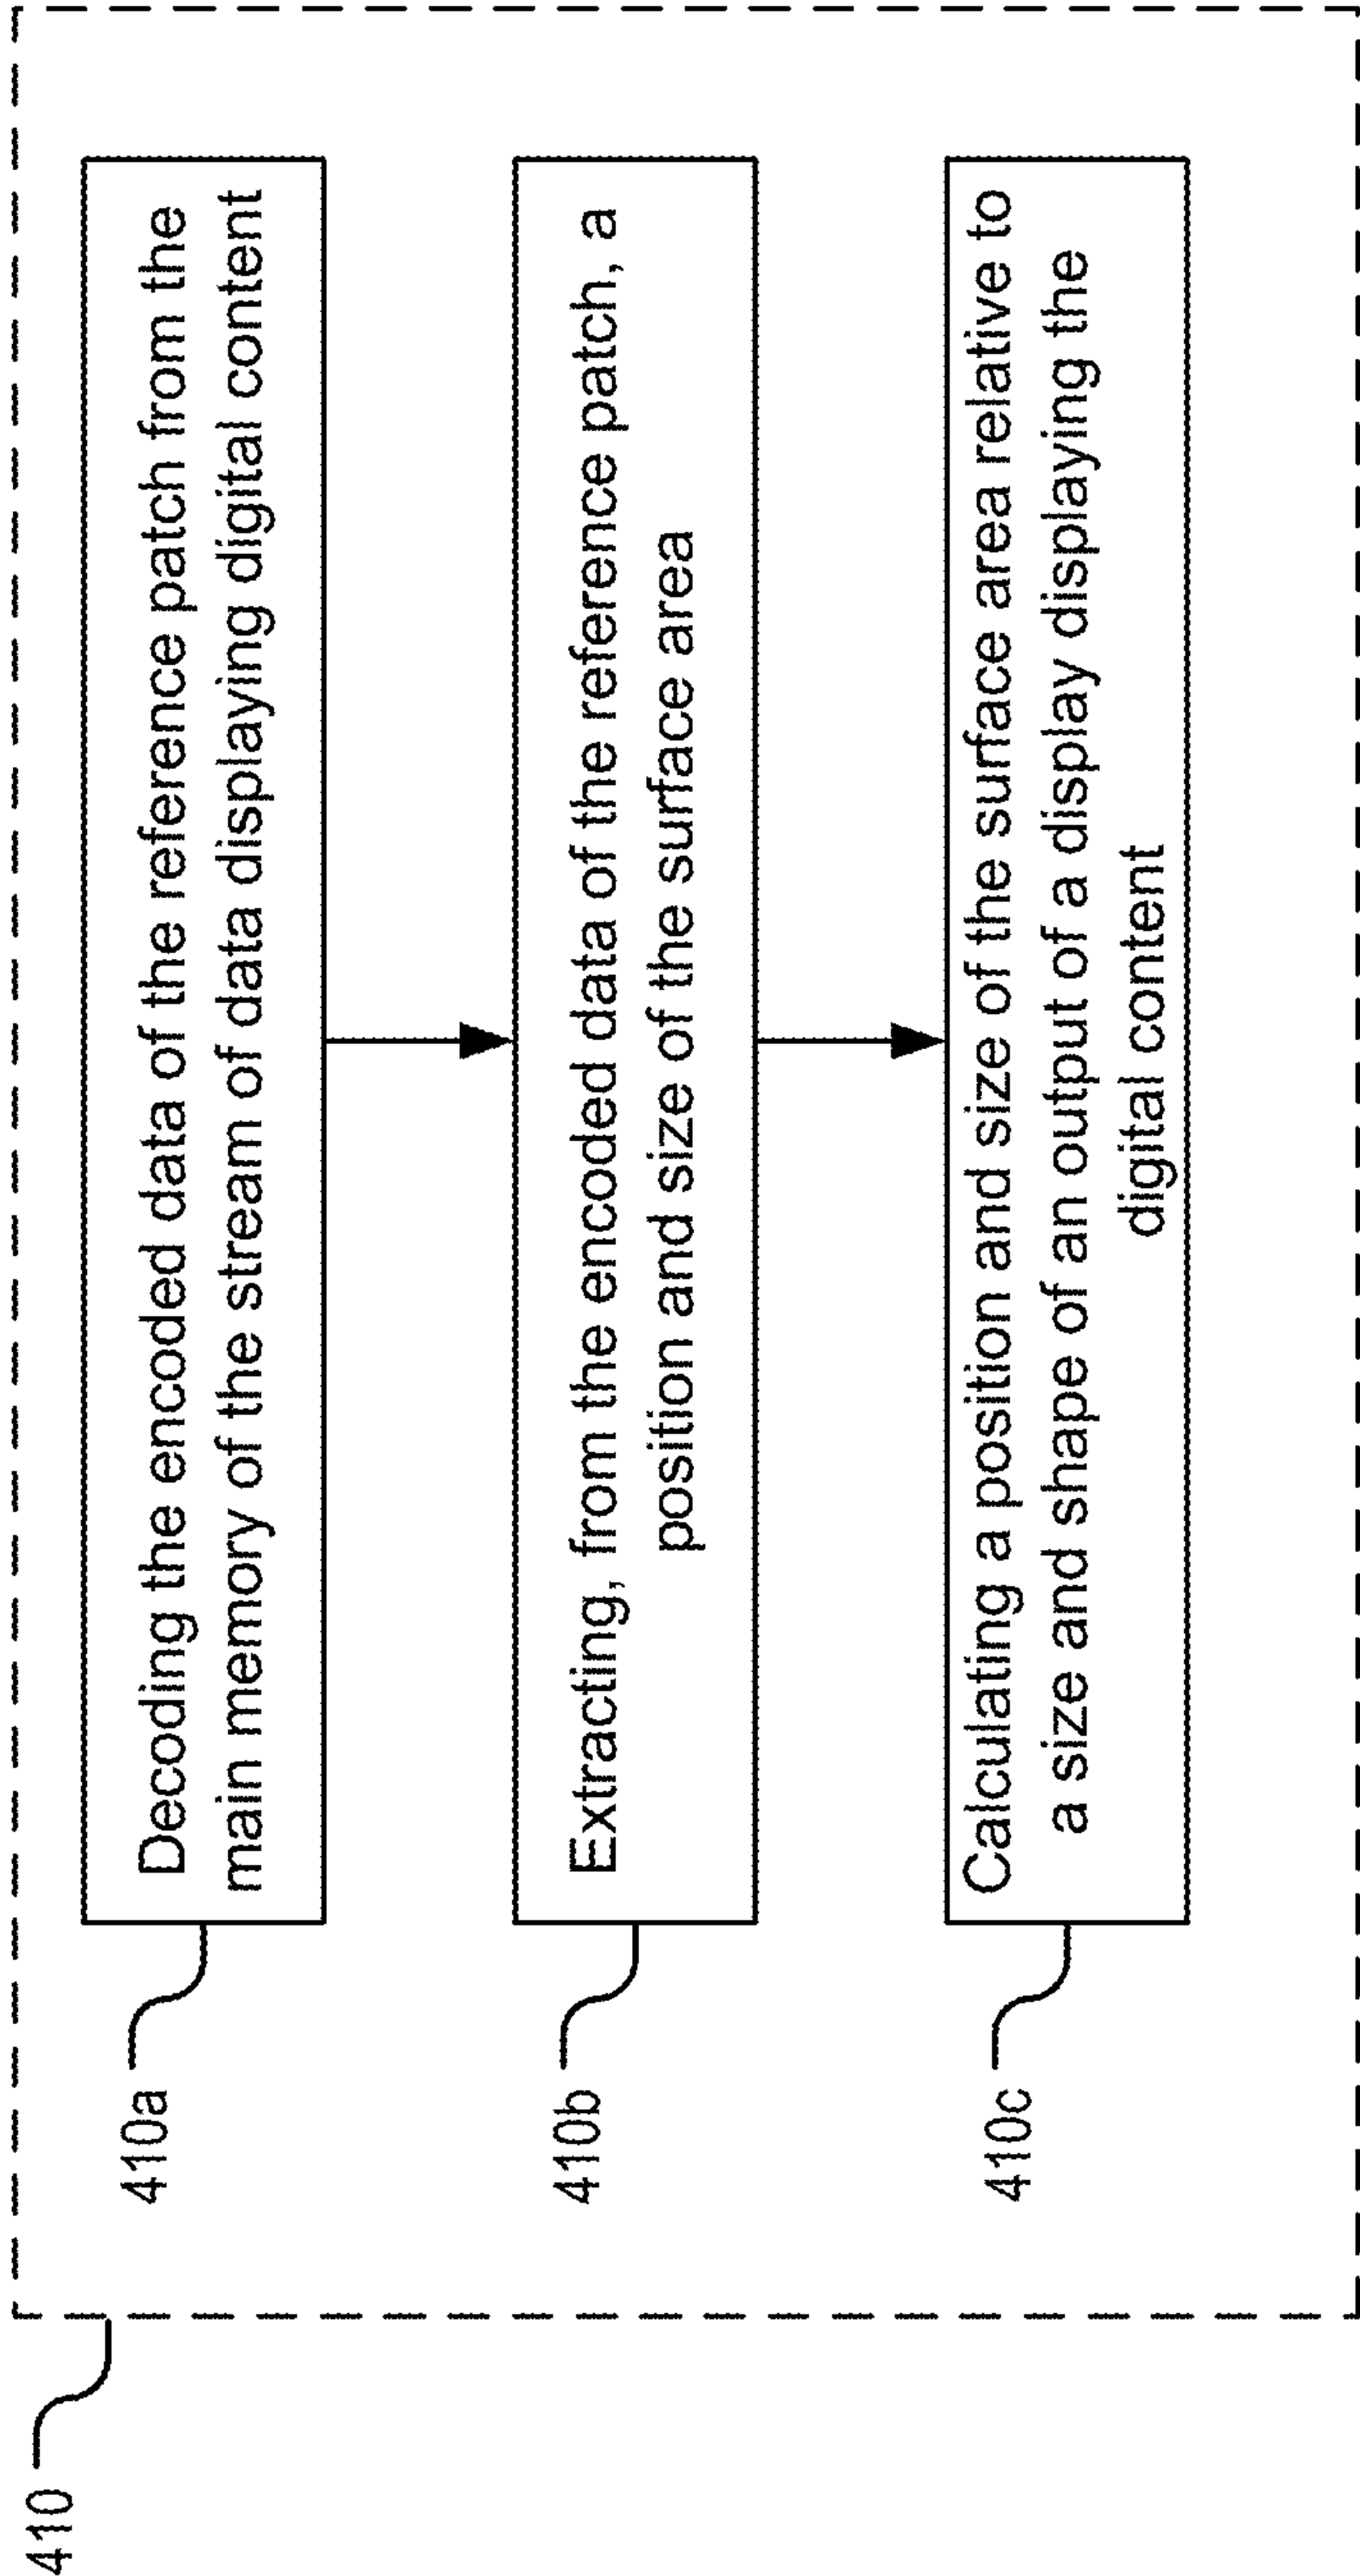 410
410a
Decoding the encoded data of the reference patch from the
main memory of the stream of data displaying digital content
410b
Extracting, from the encoded data of the reference patch, a
position and size of the surface area
410c
Calculating a position and size of the surface area relative to
a size and shape of an output of a display displaying the
digital content